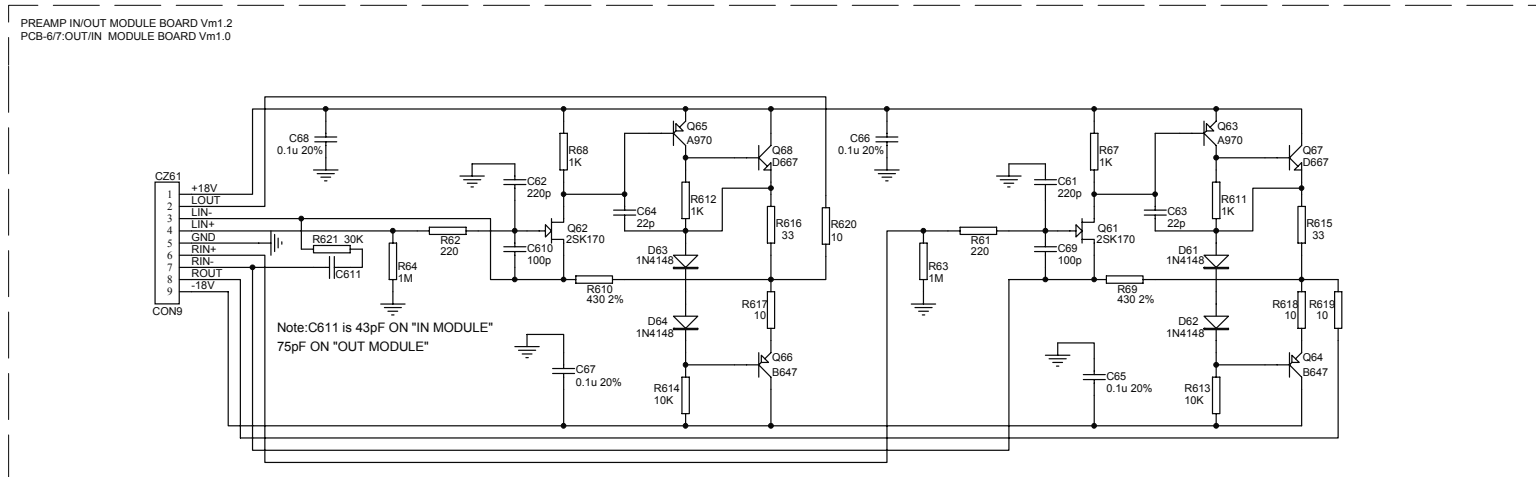 PREAMP IN/OUT MODULE BOARD Vm1.2
PCB-6/7:OUT/IN MODULE BOARD Vm1.0
CZ61
1 +18V
2 LOUT
3 LIN-
4 LIN+
5 GND
6 RIN+
7 RIN-
8 ROUT
9 -18V
CON9
C68
0.1u 20%
R621 30K
C611
R64
1M
R62
220
C62
220p
C610
100p
R68
1K
Q62
2SK170
C64
22p
Q65
A970
R612
1K
Q68
D667
R616
33
R620
10
D63
1N4148
R610
430 2%
D64
1N4148
R617
10
Q66
B647
R614
10K
C67
0.1u 20%
Note:C611 is 43pF ON "IN MODULE"
75pF ON "OUT MODULE"
C66
0.1u 20%
R63
1M
R61
220
C61
220p
C69
100p
R67
1K
Q61
2SK170
C63
22p
Q63
A970
R611
1K
Q67
D667
R615
33
D61
1N4148
R69
430 2%
D62
1N4148
R618
10
R619
10
Q64
B647
R613
10K
C65
0.1u 20%